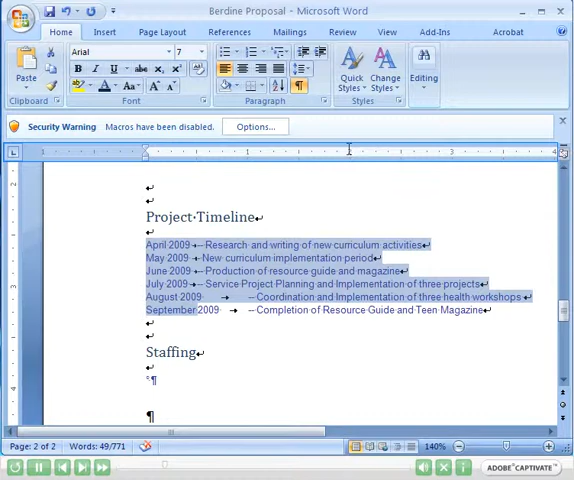 Berdine Proposal - Microsoft Word
Home Insert Page Layout References Mailings Review View Add-Ins Acrobat
Arial 7
Paste
Quick Styles
Change Styles
Editing
Clipboard Font Paragraph Styles
Security Warning Macros have been disabled. Options...
Project Timeline
April 2009 -- Research and writing of new curriculum activities
May 2009 -- New curriculum implementation period
June 2009 -- Production of resource guide and magazine
July 2009 -- Service Project Planning and Implementation of three projects
August 2009 -- Coordination and Implementation of three health workshops
September 2009 -- Completion of Resource Guide and Teen Magazine
Staffing
Page: 2 of 2 Words: 49/771 140%
ADOBE CAPTIVATE